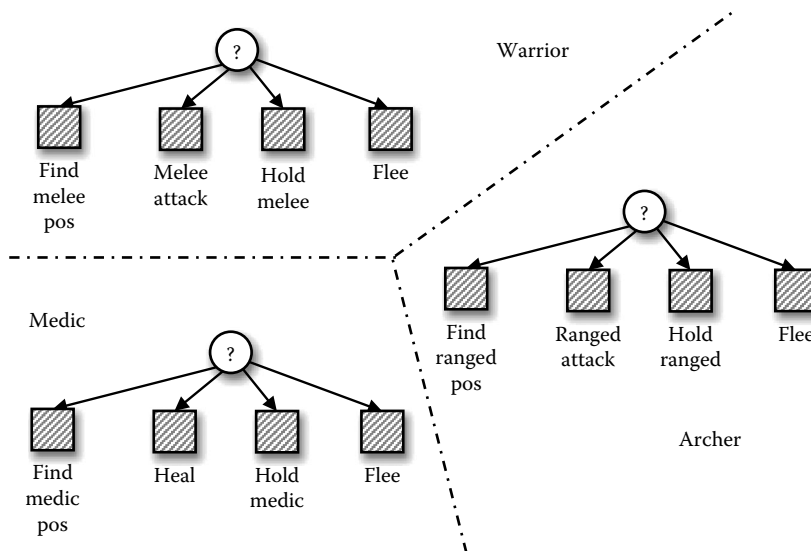 Warrior
?
Find
melee
pos
Melee
attack
Hold
melee
Flee
Medic
?
Find
medic
pos
Heal
Hold
medic
Flee
?
Find
ranged
pos
Ranged
attack
Hold
ranged
Flee
Archer